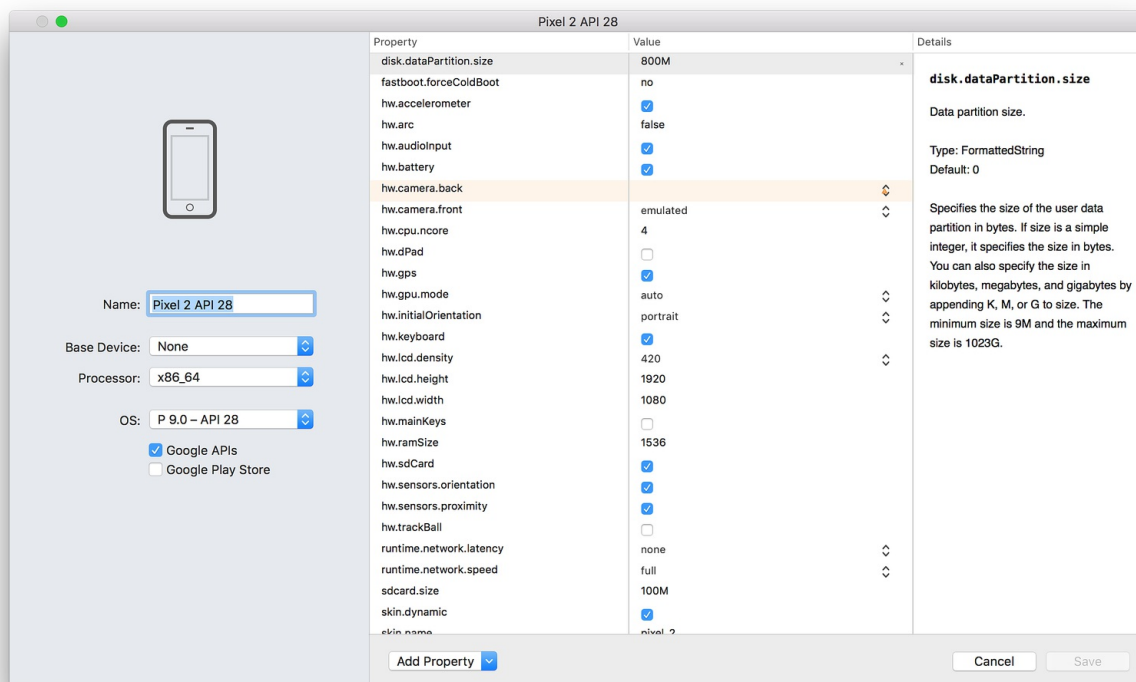 Pixel 2 API 28
Name: Pixel 2 API 28
Base Device: None
Processor: x86_64
OS: P 9.0 – API 28
Google APIs
Google Play Store
Property Value
disk.dataPartition.size 800M
fastboot.forceColdBoot no
hw.accelerometer
hw.arc false
hw.audioInput
hw.battery
hw.camera.back
hw.camera.front emulated
hw.cpu.ncore 4
hw.dPad
hw.gps
hw.gpu.mode auto
hw.initialOrientation portrait
hw.keyboard
hw.lcd.density 420
hw.lcd.height 1920
hw.lcd.width 1080
hw.mainKeys
hw.ramSize 1536
hw.sdCard
hw.sensors.orientation
hw.sensors.proximity
hw.trackBall
runtime.network.latency none
runtime.network.speed full
sdcard.size 100M
skin.dynamic
skin.name pixel_2
Details
disk.dataPartition.size
Data partition size.
Type: FormattedString
Default: 0
Specifies the size of the user data
partition in bytes. If size is a simple
integer, it specifies the size in bytes.
You can also specify the size in
kilobytes, megabytes, and gigabytes by
appending K, M, or G to size. The
minimum size is 9M and the maximum
size is 1023G.
Add Property
Cancel
Save